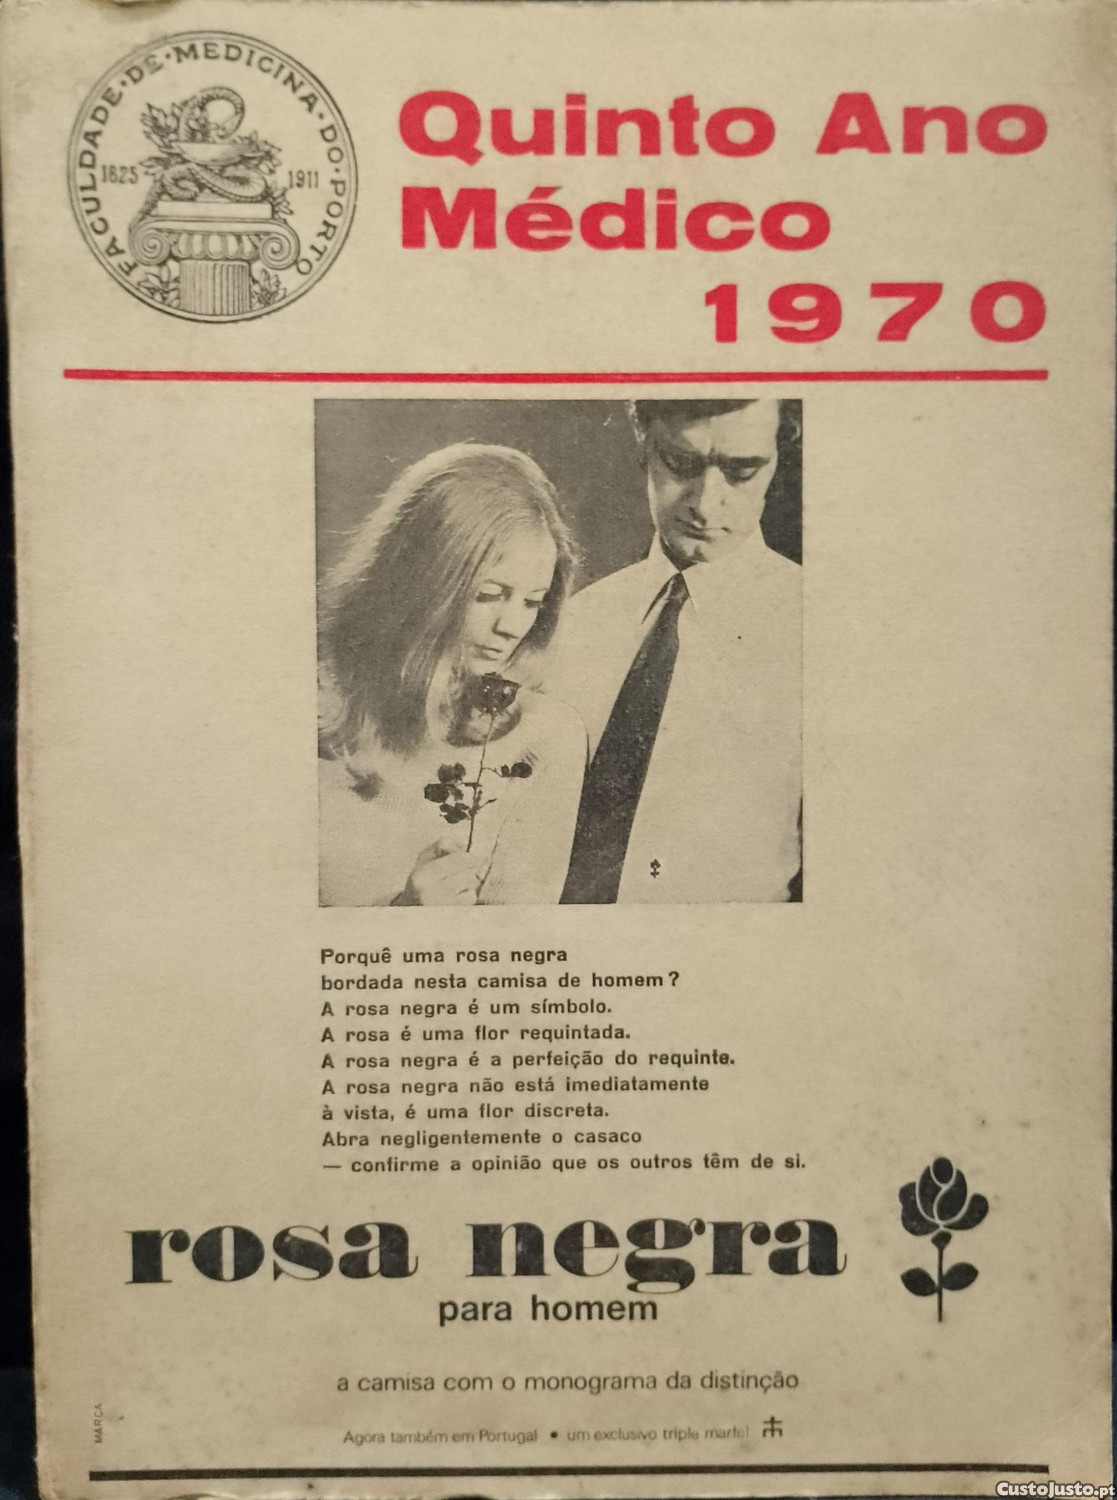 FACULDADE·DE·MEDICINA·DO·PORTO
1825 1911
Quinto Ano
Médico
1970
Porquê uma rosa negra
bordada nesta camisa de homem?
A rosa negra é um símbolo.
A rosa é uma flor requintada.
A rosa negra é a perfeição do requinte.
A rosa negra não está imediatamente
à vista, é uma flor discreta.
Abra negligentemente o casaco
— confirme a opinião que os outros têm de si.
rosa negra
para homem
a camisa com o monograma da distinção
Agora também em Portugal • um exclusivo triple marfel
MARCA
CustoJusto.pt